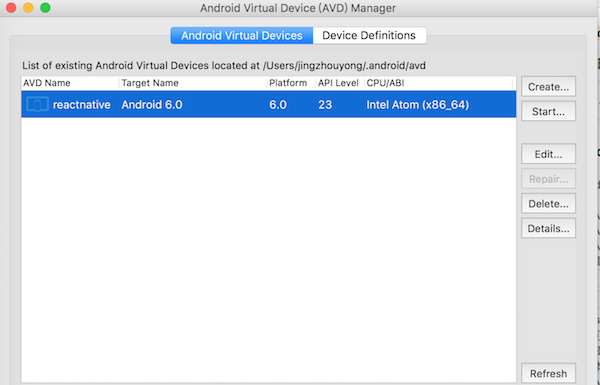 Android Virtual Device (AVD) Manager
Android Virtual Devices Device Definitions
List of existing Android Virtual Devices located at /Users/jingzhouyong/.android/avd
AVD Name Target Name Platform API Level CPU/ABI
reactnative Android 6.0 6.0 23 Intel Atom (x86_64)
Create...
Start...
Edit...
Repair...
Delete...
Details...
Refresh